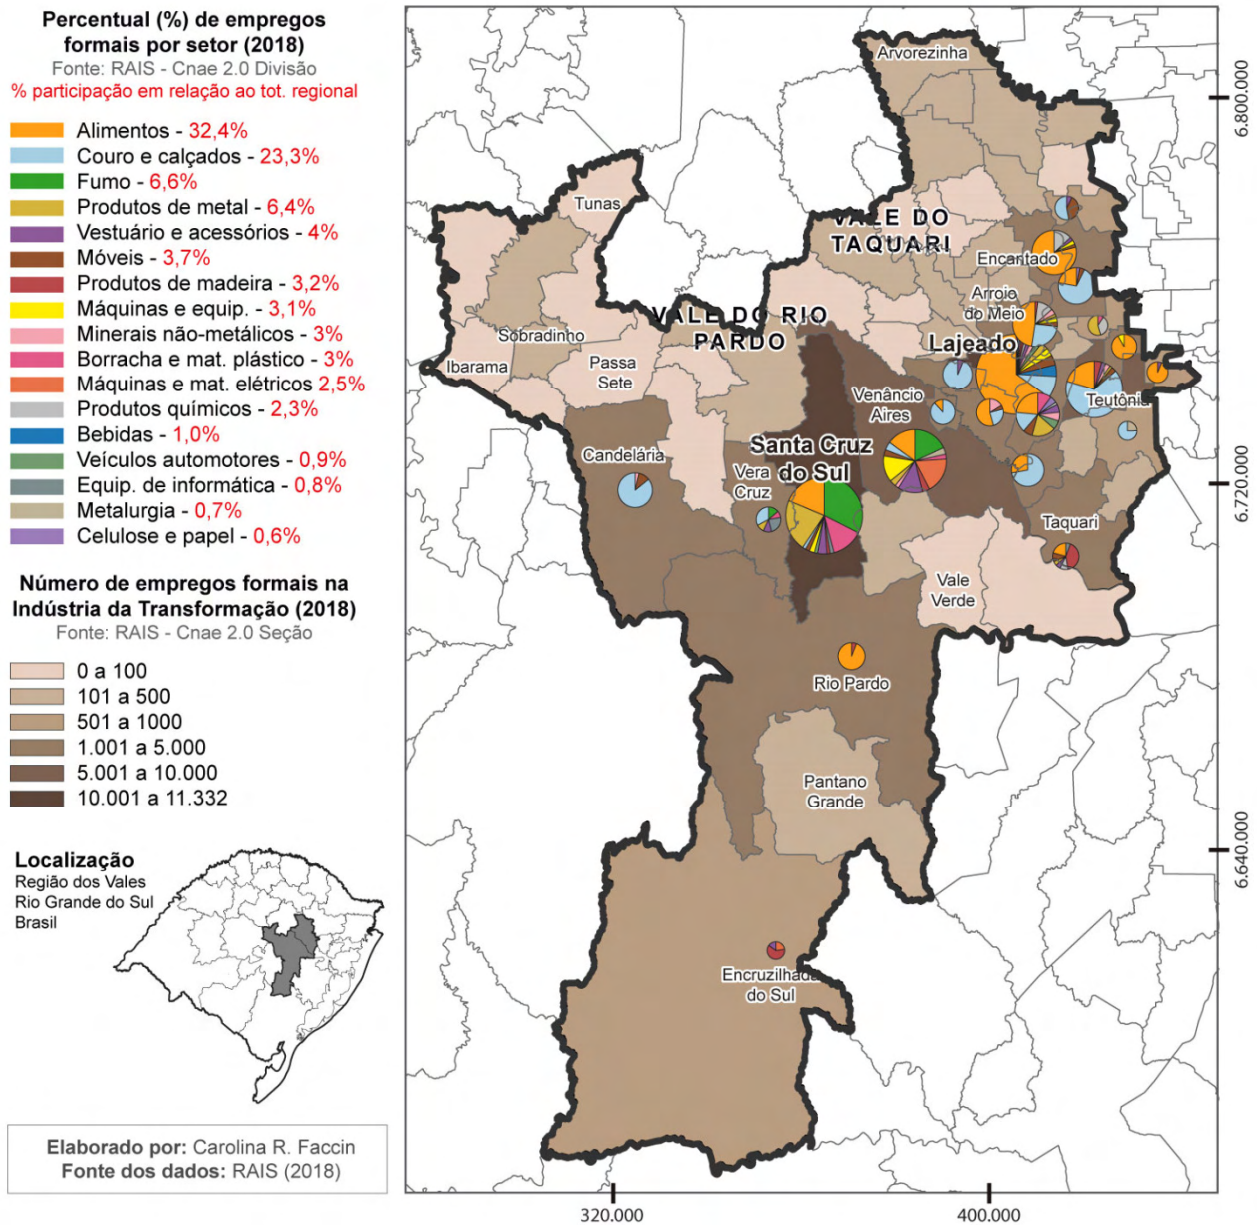 Percentual (%) de empregos
formais por setor (2018)
Fonte: RAIS - Cnae 2.0 Divisão
% participação em relação ao tot. regional
Alimentos - 32,4%
Couro e calçados - 23,3%
Fumo - 6,6%
Produtos de metal - 6,4%
Vestuário e acessórios - 4%
Móveis - 3,7%
Produtos de madeira - 3,2%
Máquinas e equip. - 3,1%
Minerais não-metálicos - 3%
Borracha e mat. plástico - 3%
Máquinas e mat. elétricos 2,5%
Produtos químicos - 2,3%
Bebidas - 1,0%
Veículos automotores - 0,9%
Equip. de informática - 0,8%
Metalurgia - 0,7%
Celulose e papel - 0,6%
Número de empregos formais na
Indústria da Transformação (2018)
Fonte: RAIS - Cnae 2.0 Seção
0 a 100
101 a 500
501 a 1000
1.001 a 5.000
5.001 a 10.000
10.001 a 11.332
Localização
Região dos Vales
Rio Grande do Sul
Brasil
Elaborado por: Carolina R. Faccin
Fonte dos dados: RAIS (2018)
Arvorezinha
Tunas
VALE DO
TAQUARI
Encantado
Arroio
do Meio
VALE DO RIO
PARDO
Sobradinho
Lajeado
Ibarama
Passa
Sete
Venâncio
Aires
Teutônia
Santa Cruz
do Sul
Candelária
Vera
Cruz
Taquari
Vale
Verde
Rio Pardo
Pantano
Grande
Encruzilhada
do Sul
6.800.000
6.720.000
6.640.000
320.000
400.000